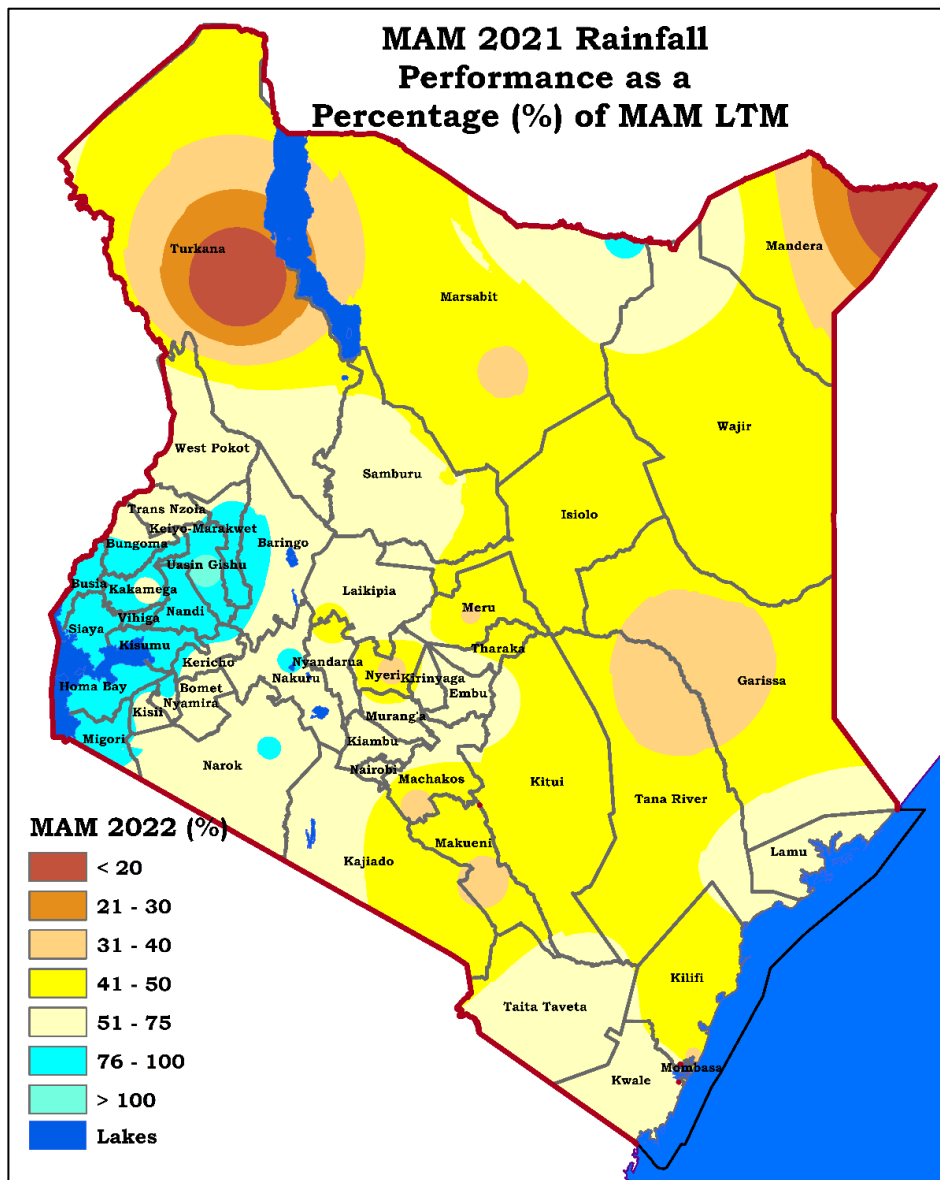 MAM 2021 Rainfall
Performance as a
Percentage (%) of MAM LTM
Turkana
Mandera
Marsabit
Wajir
West Pokot
Samburu
Trans Nzoia
Isiolo
Keiyo-Marakwet
Bungoma
Baringo
Uasin Gishu
Busia
Kakamega
Laikipia
Nandi
Meru
Vihiga
Siaya
Kisumu
Tharaka
Kericho
Nyandarua
Nakuru
Nyeri
Kirinyaga
Garissa
Homa Bay
Bomet
Embu
Nyamira
Kisii
Murang'a
Migori
Kiambu
Narok
Nairobi
Machakos
Kitui
Tana River
MAM 2022 (%)
Makueni
Lamu
Kajiado
< 20
21 - 30
31 - 40
41 - 50
Kilifi
51 - 75
Taita Taveta
76 - 100
Mombasa
Kwale
> 100
Lakes